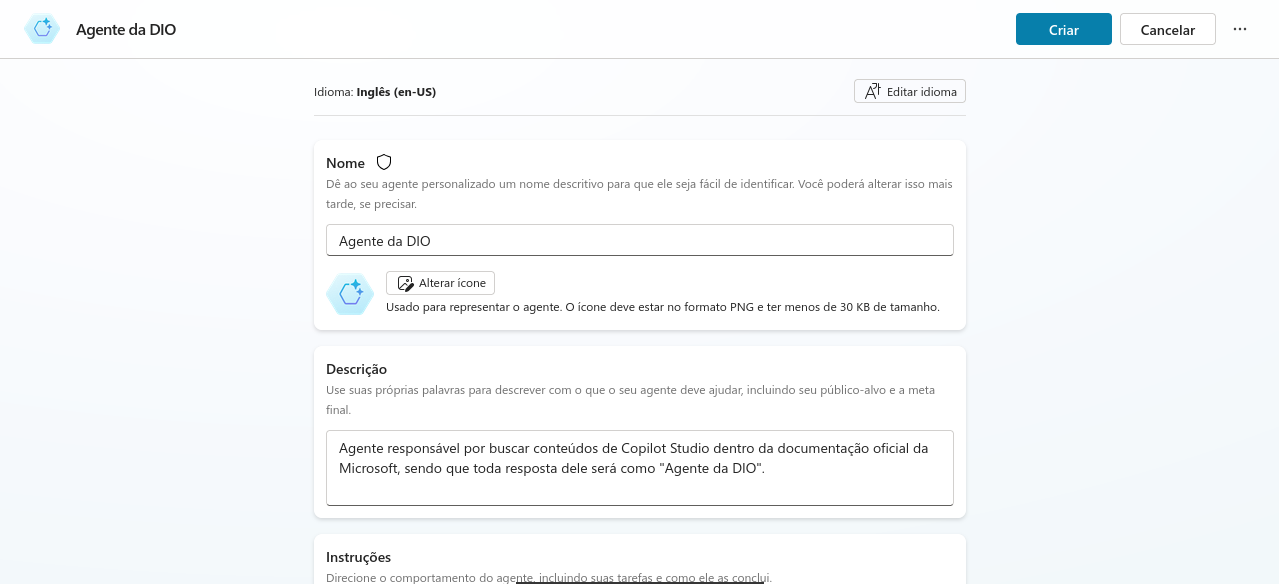 Agente da DIO
Criar
Cancelar
Idioma: Inglês (en-US)
Editar idioma
Nome
Dê ao seu agente personalizado um nome descritivo para que ele seja fácil de identificar. Você poderá alterar isso mais
tarde, se precisar.
Agente da DIO
Alterar ícone
Usado para representar o agente. O ícone deve estar no formato PNG e ter menos de 30 KB de tamanho.
Descrição
Use suas próprias palavras para descrever com o que o seu agente deve ajudar, incluindo seu público-alvo e a meta
final.
Agente responsável por buscar conteúdos de Copilot Studio dentro da documentação oficial da
Microsoft, sendo que toda resposta dele será como "Agente da DIO".
Instruções
Direcione o comportamento do agente, incluindo suas tarefas e como ele as conclui.